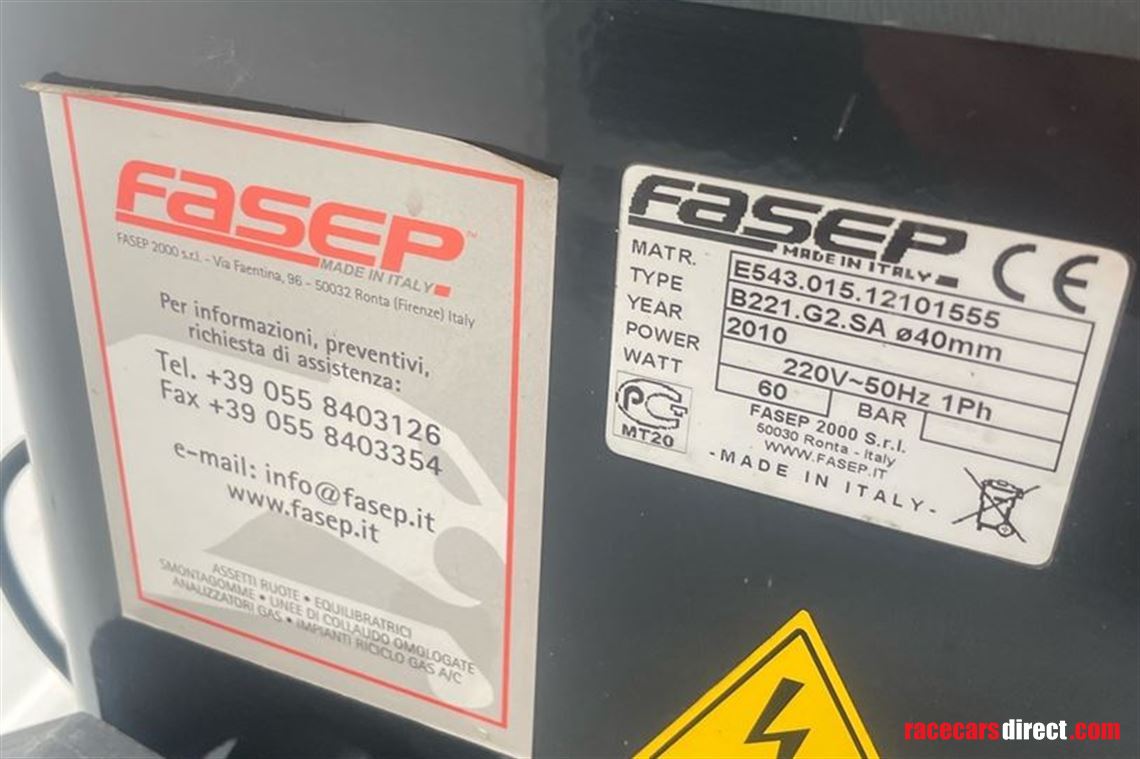 FASEP™
MADE IN ITALY
FASEP 2000 s.r.l. - Via Faentina, 96 - 50032 Ronta (Firenze) Italy
Per informazioni, preventivi,
richiesta di assistenza:
Tel. +39 055 8403126
Fax +39 055 8403354
e-mail: info@fasep.it
www.fasep.it
ASSETTI RUOTE • EQUILIBRATRICI
SMONTAGOMME • LINEE DI COLLAUDO OMOLOGATE
ANALIZZATORI GAS • IMPIANTI RICICLO GAS A/C
FASEP
MADE IN ITALY
CE
MATR. E543.015.12101555
TYPE B221.G2.SA ø40mm
YEAR 2010
POWER 220V~50Hz 1Ph
WATT 60 BAR
PG
MT20
FASEP 2000 S.r.l.
50030 Ronta - Italy
WWW.FASEP.IT
-MADE IN ITALY-
racecarsdirect.com